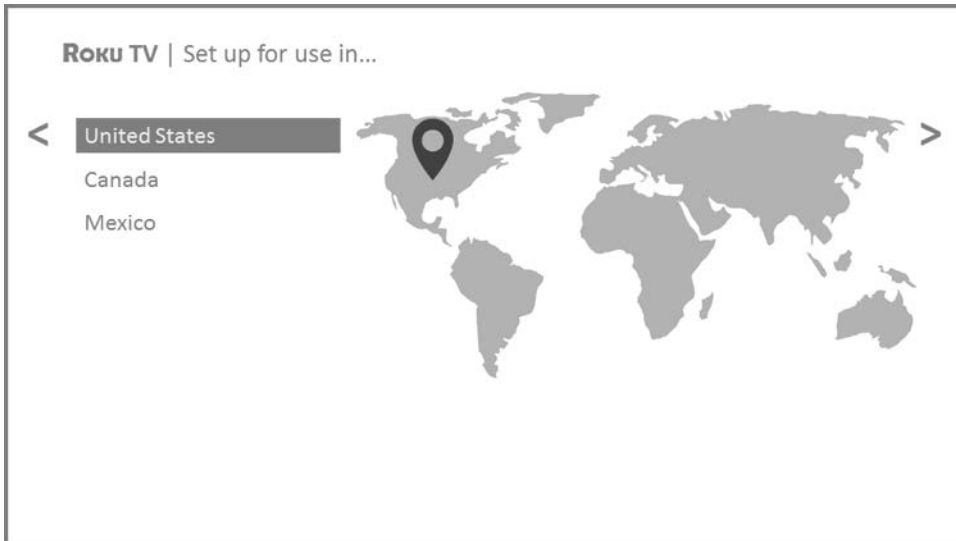 ROKU TV | Set up for use in...
< United States >
Canada
Mexico